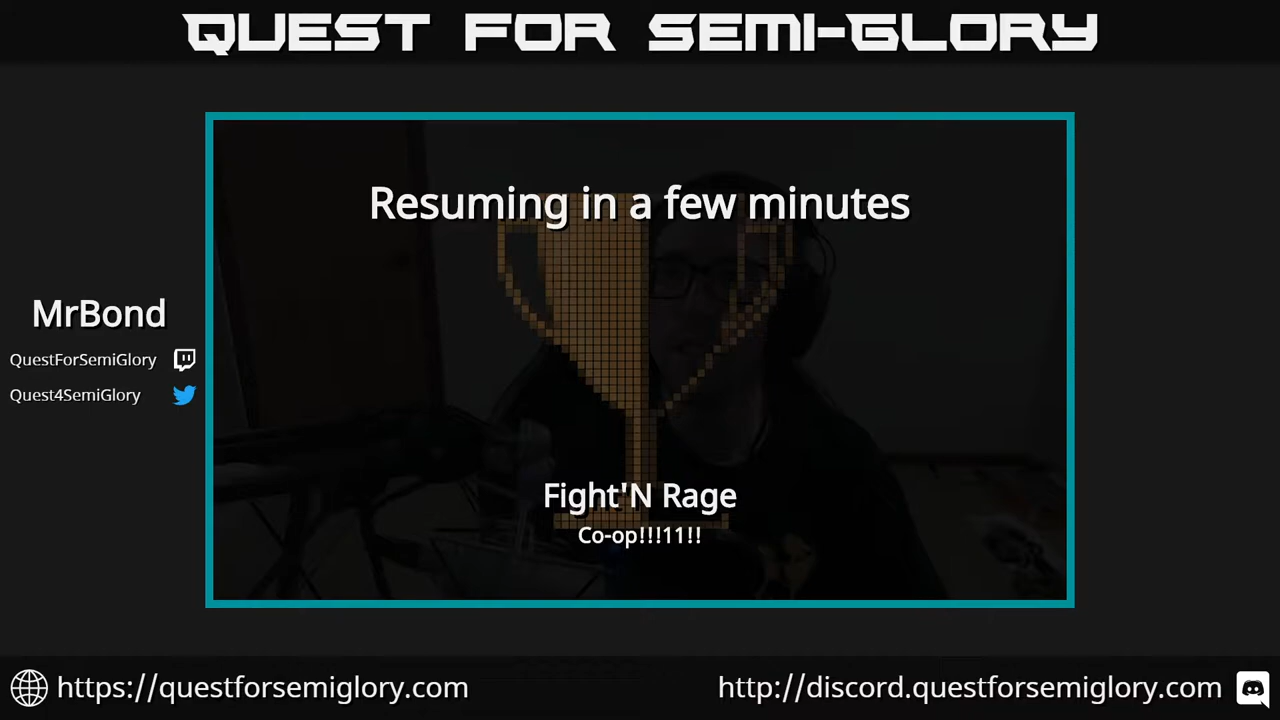 QUEST FOR SEMI-GLORY
Resuming in a few minutes
MrBond
QuestForSemiGlory
Quest4SemiGlory
Fight'N Rage
Co-op!!!11!!
https://questforsemiglory.com
http://discord.questforsemiglory.com